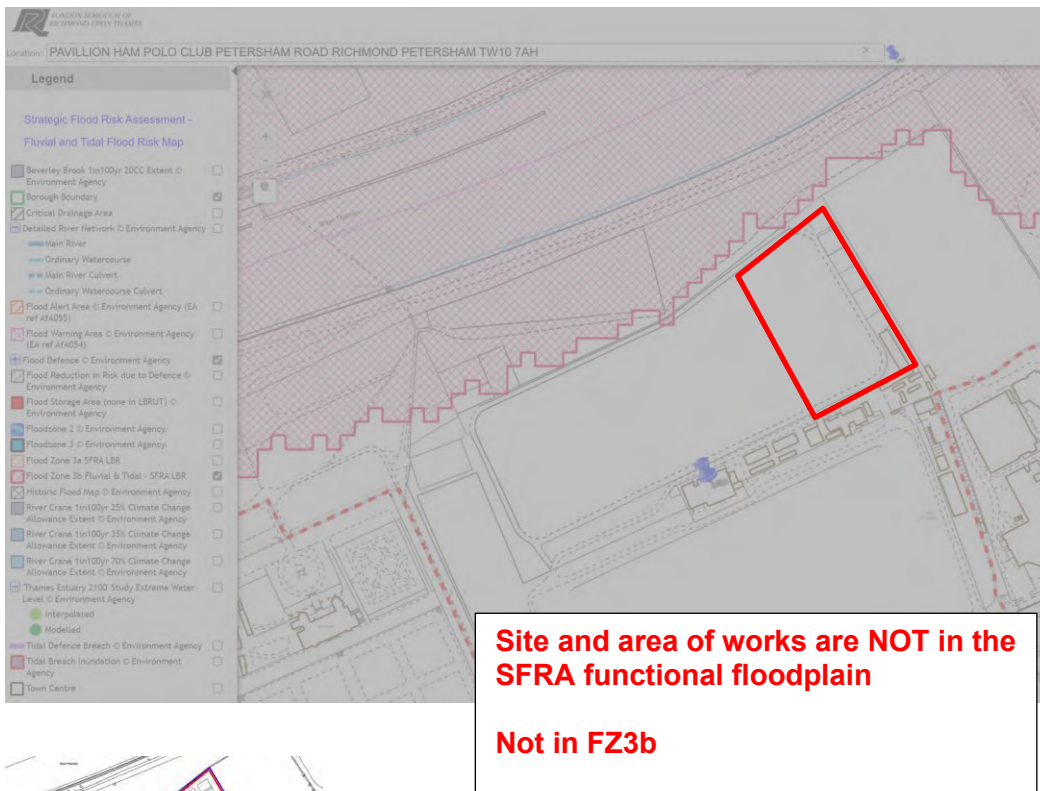 LONDON BOROUGH OF
RICHMOND UPON THAMES
Location: PAVILLION HAM POLO CLUB PETERSHAM ROAD RICHMOND PETERSHAM TW10 7AH
Legend
Strategic Flood Risk Assessment -
Fluvial and Tidal Flood Risk Map
Beverley Brook 1in100yr 20CC Extent ©
Environment Agency
Borough Boundary
Critical Drainage Area
Detailed River Network © Environment Agency
Main River
Ordinary Watercourse
Main River Culvert
Ordinary Watercourse Culvert
Flood Alert Area © Environment Agency (EA
ref AfA055)
Flood Warning Area © Environment Agency
(EA ref AfA054)
Flood Defence © Environment Agency
Flood Reduction in Risk due to Defence ©
Environment Agency
Flood Storage Area (none in LBRUT) ©
Environment Agency
Floodzone 2 © Environment Agency
Floodzone 3 © Environment Agency
Flood Zone 3a SFRA LBR
Flood Zone 3b Fluvial & Tidal - SFRA LBR
Historic Flood Map © Environment Agency
River Crane 1in100yr 25% Climate Change
Allowance Extent © Environment Agency
River Crane 1in100yr 35% Climate Change
Allowance Extent © Environment Agency
River Crane 1in100yr 70% Climate Change
Allowance Extent © Environment Agency
Thames Estuary 2100 Study Extreme Water
Level © Environment Agency
Interpolated
Modelled
Tidal Defence Breach © Environment Agency
Tidal Breach Inundation © Environment
Agency
Town Centre
River Thames
Site and area of works are NOT in the
SFRA functional floodplain
Not in FZ3b